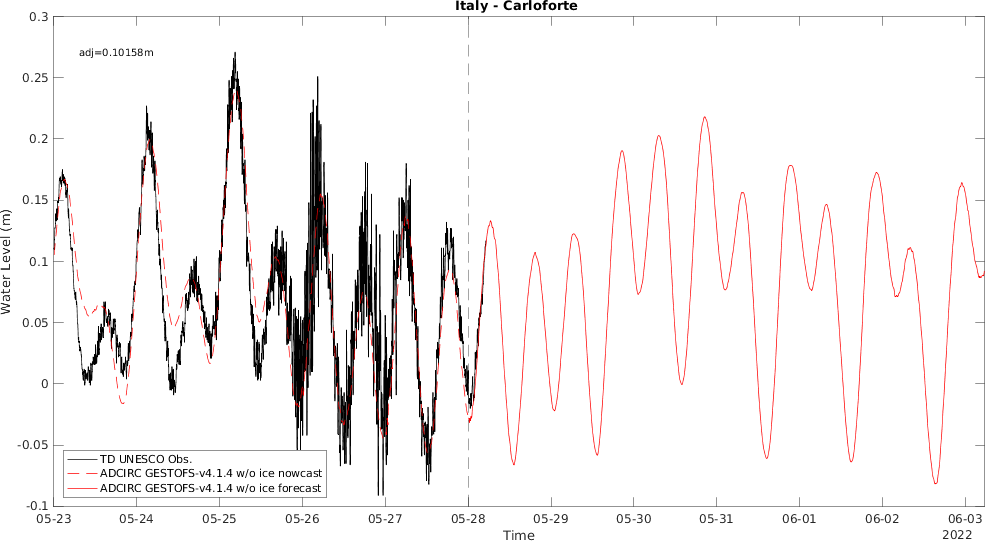 Italy - Carloforte
adj=0.10158m
0.3
0.25
0.2
0.15
0.1
0.05
0
-0.05
-0.1
Water Level (m)
TD UNESCO Obs.
ADCIRC GESTOFS-v4.1.4 w/o ice nowcast
ADCIRC GESTOFS-v4.1.4 w/o ice forecast
05-23 05-24 05-25 05-26 05-27 05-28 05-29 05-30 05-31 06-01 06-02 06-03
Time
2022